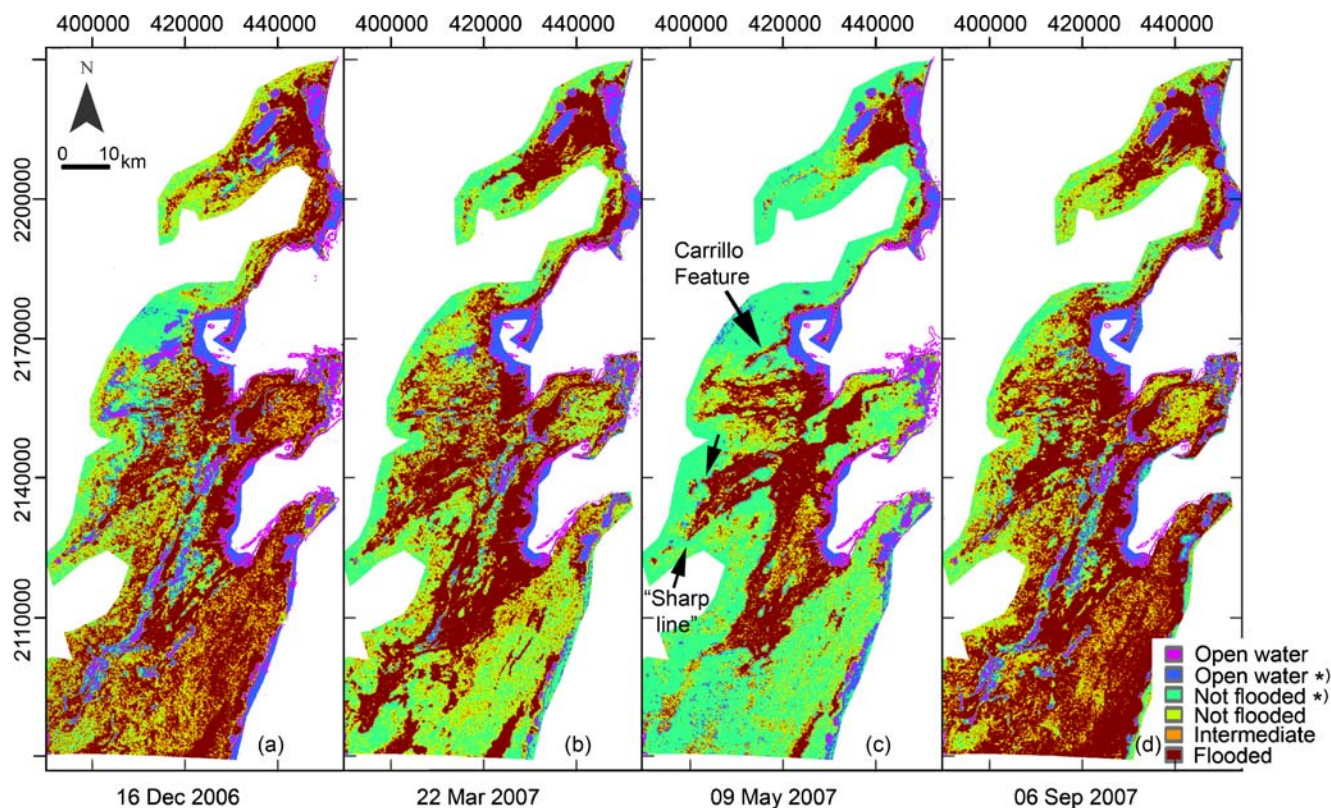 400000 420000 440000 400000 420000 440000 400000 420000 440000 400000 420000 440000
N
0 10 km
2200000
2170000
2140000
2110000
Carrillo
Feature
"Sharp
line"
(a) (b) (c) (d)
Open water
Open water *)
Not flooded *)
Not flooded
Intermediate
Flooded
16 Dec 2006 22 Mar 2007 09 May 2007 06 Sep 2007